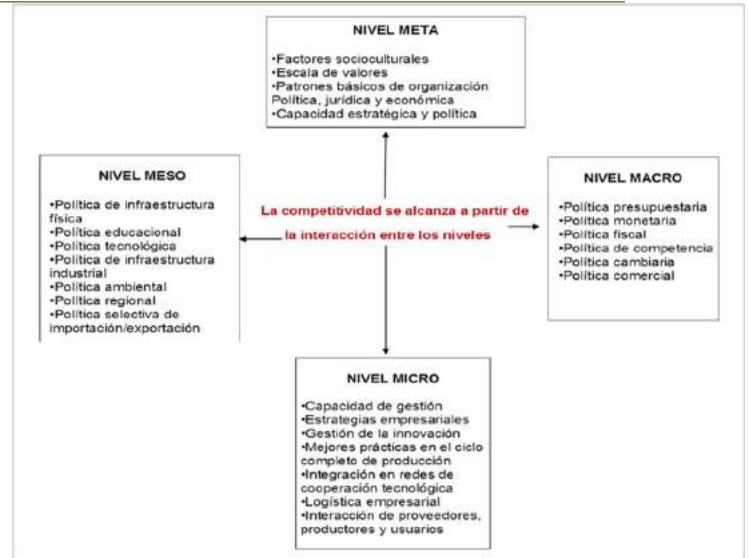 NIVEL META
•Factores socioculturales
•Escala de valores
•Patrones básicos de organización
Política, jurídica y económica
•Capacidad estratégica y política
NIVEL MESO
•Política de infraestructura
física
•Política educacional
•Política tecnológica
•Política de infraestructura
industrial
•Política ambiental
•Política regional
•Política selectiva de
importación/exportación
La competitividad se alcanza a partir de
la interacción entre los niveles
NIVEL MACRO
•Política presupuestaria
•Política monetaria
•Política fiscal
•Política de competencia
•Política cambiaria
•Política comercial
NIVEL MICRO
•Capacidad de gestión
•Estrategias empresariales
•Gestión de la innovación
•Mejores prácticas en el ciclo
completo de producción
•Integración en redes de
cooperación tecnológica
•Logística empresarial
•Interacción de proveedores,
productores y usuarios